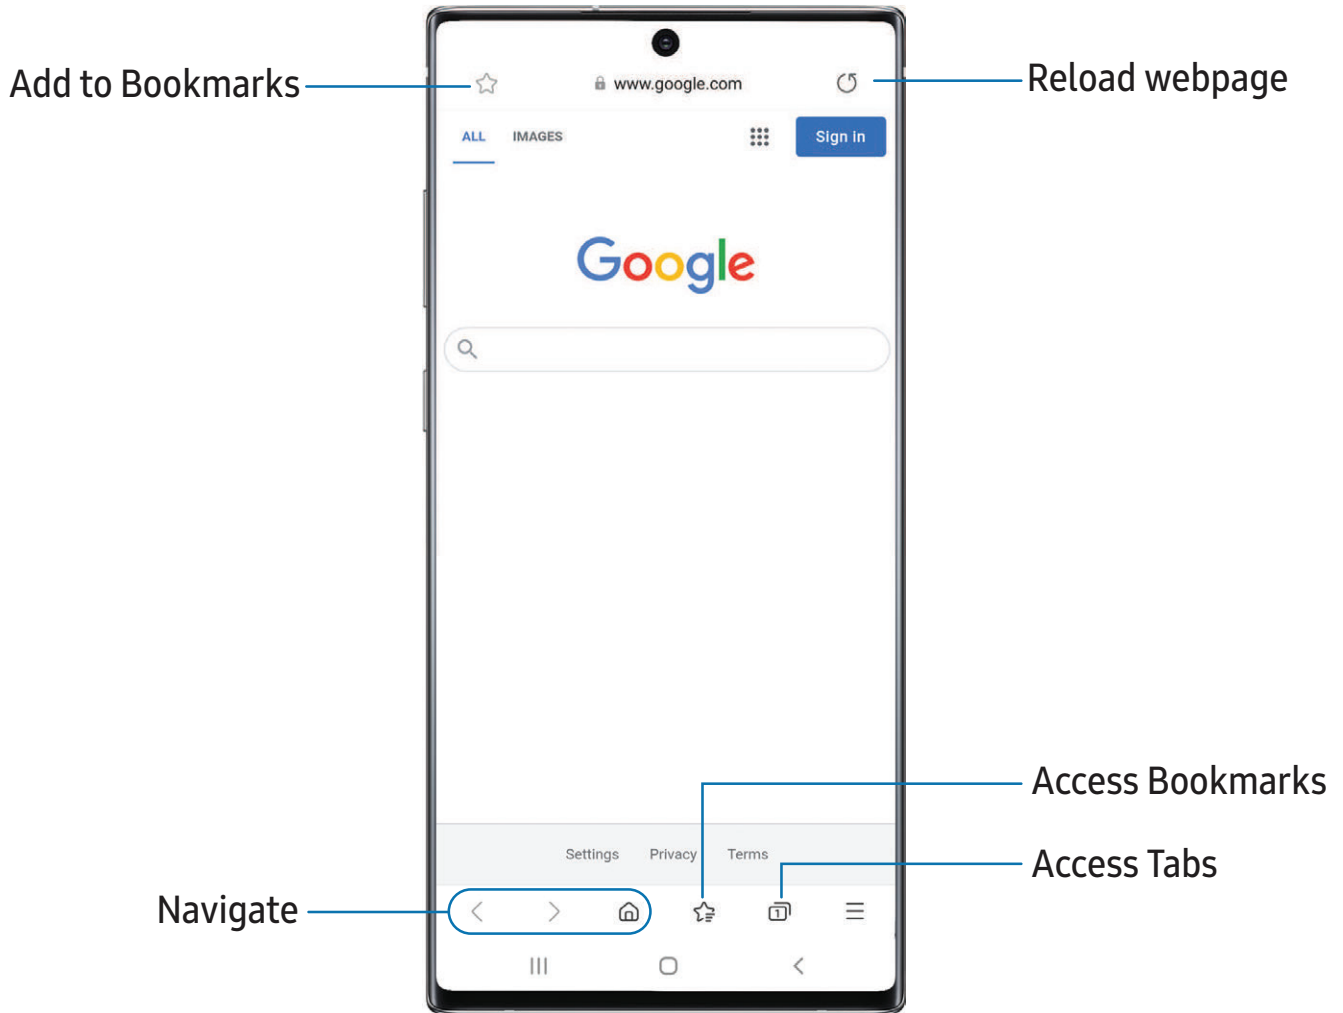 Add to Bookmarks
www.google.com
Reload webpage
ALL IMAGES
Sign in
Google
Access Bookmarks
Settings Privacy Terms
Access Tabs
Navigate
1